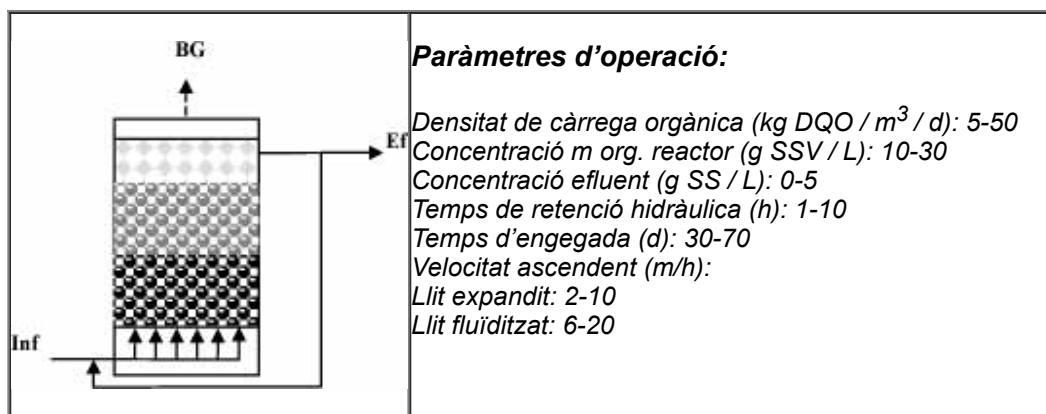 BG
Ef
Inf
Paràmetres d’operació:
Densitat de càrrega orgànica (kg DQO / m³ / d): 5-50
Concentració m org. reactor (g SSV / L): 10-30
Concentració efluent (g SS / L): 0-5
Temps de retenció hidràulica (h): 1-10
Temps d’engegada (d): 30-70
Velocitat ascendent (m/h):
Llit expandit: 2-10
Llit fluïditzat: 6-20